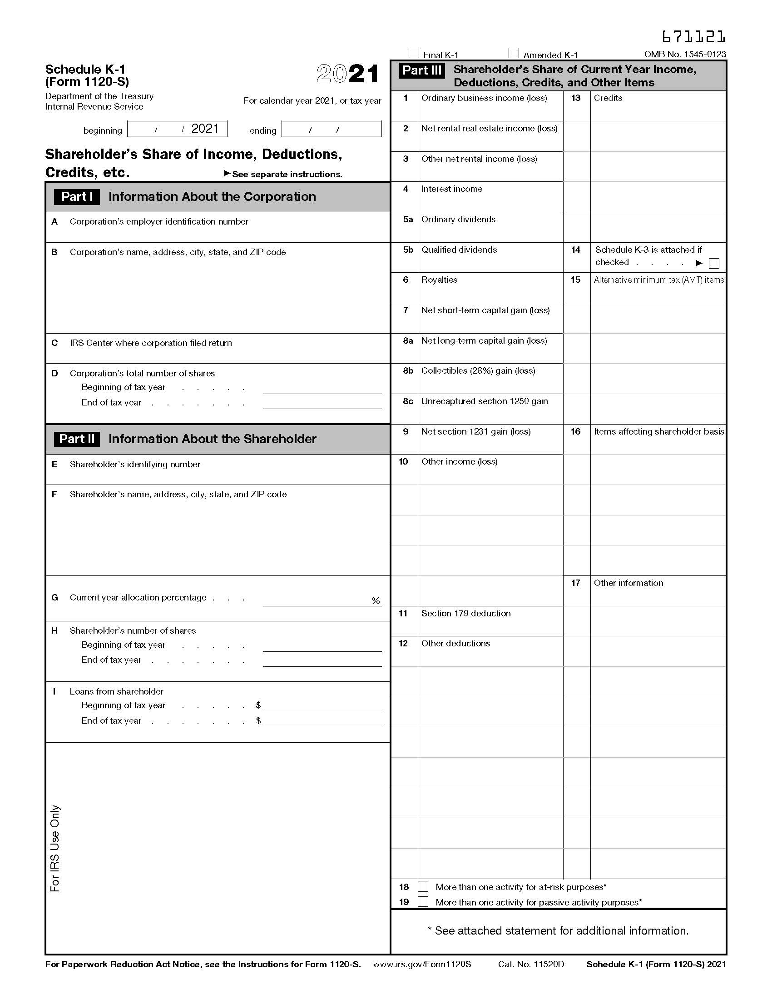 671121
Final K-1 Amended K-1 OMB No. 1545-0123
Schedule K-1
(Form 1120-S)
2021
Department of the Treasury
Internal Revenue Service
For calendar year 2021, or tax year
beginning / / 2021 ending / /
Shareholder’s Share of Income, Deductions,
Credits, etc. ▶ See separate instructions.
Part I Information About the Corporation
A Corporation’s employer identification number
B Corporation’s name, address, city, state, and ZIP code
C IRS Center where corporation filed return
D Corporation’s total number of shares
Beginning of tax year . . . . .
End of tax year . . . . . . .
Part II Information About the Shareholder
E Shareholder’s identifying number
F Shareholder’s name, address, city, state, and ZIP code
G Current year allocation percentage . . . %
H Shareholder’s number of shares
Beginning of tax year . . . . .
End of tax year . . . . . . .
I Loans from shareholder
Beginning of tax year . . . . . $
End of tax year . . . . . . . $
For IRS Use Only
Part III Shareholder’s Share of Current Year Income,
Deductions, Credits, and Other Items
1 Ordinary business income (loss)
2 Net rental real estate income (loss)
3 Other net rental income (loss)
4 Interest income
5a Ordinary dividends
5b Qualified dividends
6 Royalties
7 Net short-term capital gain (loss)
8a Net long-term capital gain (loss)
8b Collectibles (28%) gain (loss)
8c Unrecaptured section 1250 gain
9 Net section 1231 gain (loss)
10 Other income (loss)
11 Section 179 deduction
12 Other deductions
13 Credits
14 Schedule K-3 is attached if
checked . . . . ▶
15 Alternative minimum tax (AMT) items
16 Items affecting shareholder basis
17 Other information
18 More than one activity for at-risk purposes*
19 More than one activity for passive activity purposes*
* See attached statement for additional information.
For Paperwork Reduction Act Notice, see the Instructions for Form 1120-S. www.irs.gov/Form1120S Cat. No. 11520D Schedule K-1 (Form 1120-S) 2021